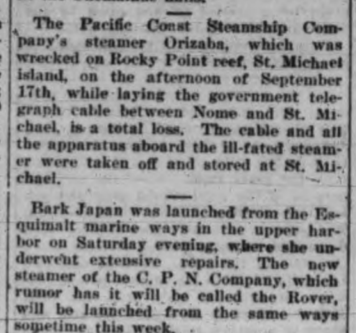 The Pacific Coast Steamship Com-
pany's steamer Orizaba, which was
wrecked on Rocky Point reef, St. Michael
island, on the afternoon of September
17th, while laying the government tele-
graph cable between Nome and St. Mi-
chael, is a total loss. The cable and all
the apparatus aboard the ill-fated steam-
er were taken off and stored at St. Mi-
chael.
Bark Japan was launched from the Es-
quimalt marine ways in the upper har-
bor on Saturday evening, where she un-
derwent extensive repairs. The new
steamer of the C. P. N. Company, which
rumor has it will be called the Rover,
will be launched from the same ways
sometime this week.